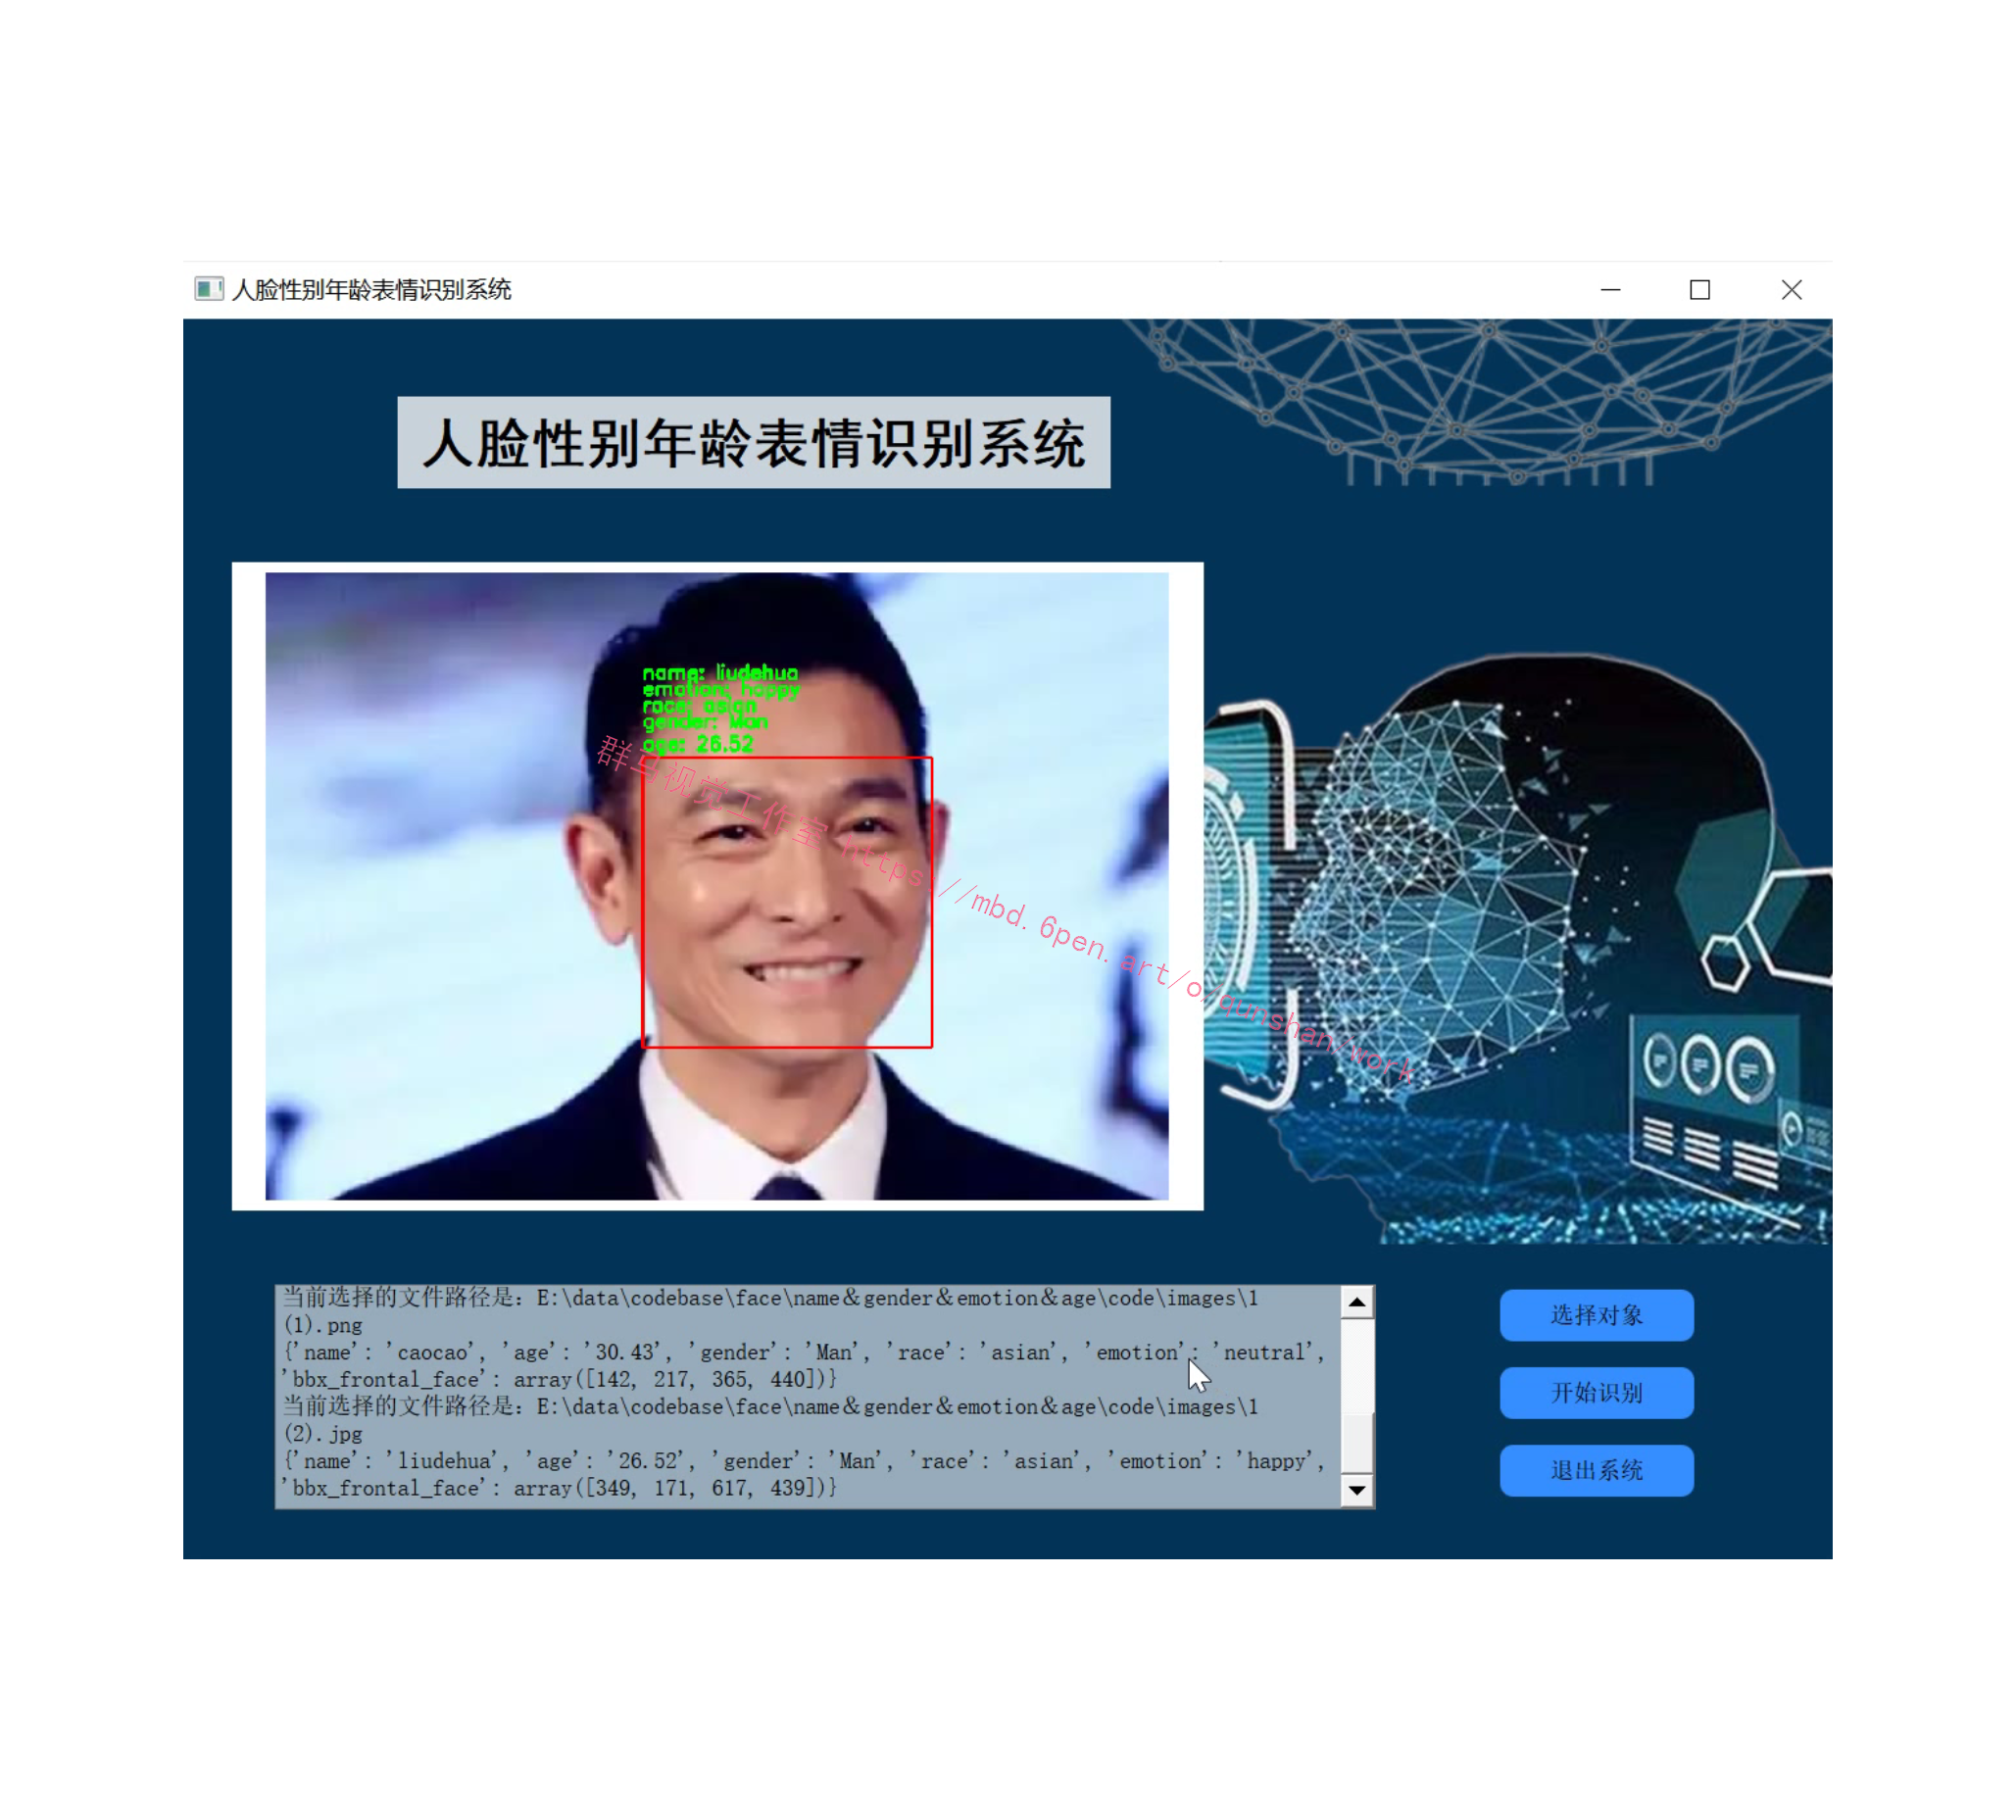 人脸性别年龄表情识别系统
人脸性别年龄表情识别系统
name: liudehua
emotion: happy
race: asian
gender: Man
age: 26.52
群马视觉工作室 https://mbd.6pen.art/o/qunshan/work
当前选择的文件路径是：E:\data\codebase\face\name＆gender＆emotion＆age\code\images\1
(1).png
{'name': 'caocao', 'age': '30.43', 'gender': 'Man', 'race': 'asian', 'emotion': 'neutral',
'bbx_frontal_face': array([142, 217, 365, 440])}
当前选择的文件路径是：E:\data\codebase\face\name＆gender＆emotion＆age\code\images\1
(2).jpg
{'name': 'liudehua', 'age': '26.52', 'gender': 'Man', 'race': 'asian', 'emotion': 'happy',
'bbx_frontal_face': array([349, 171, 617, 439])}
选择对象
开始识别
退出系统